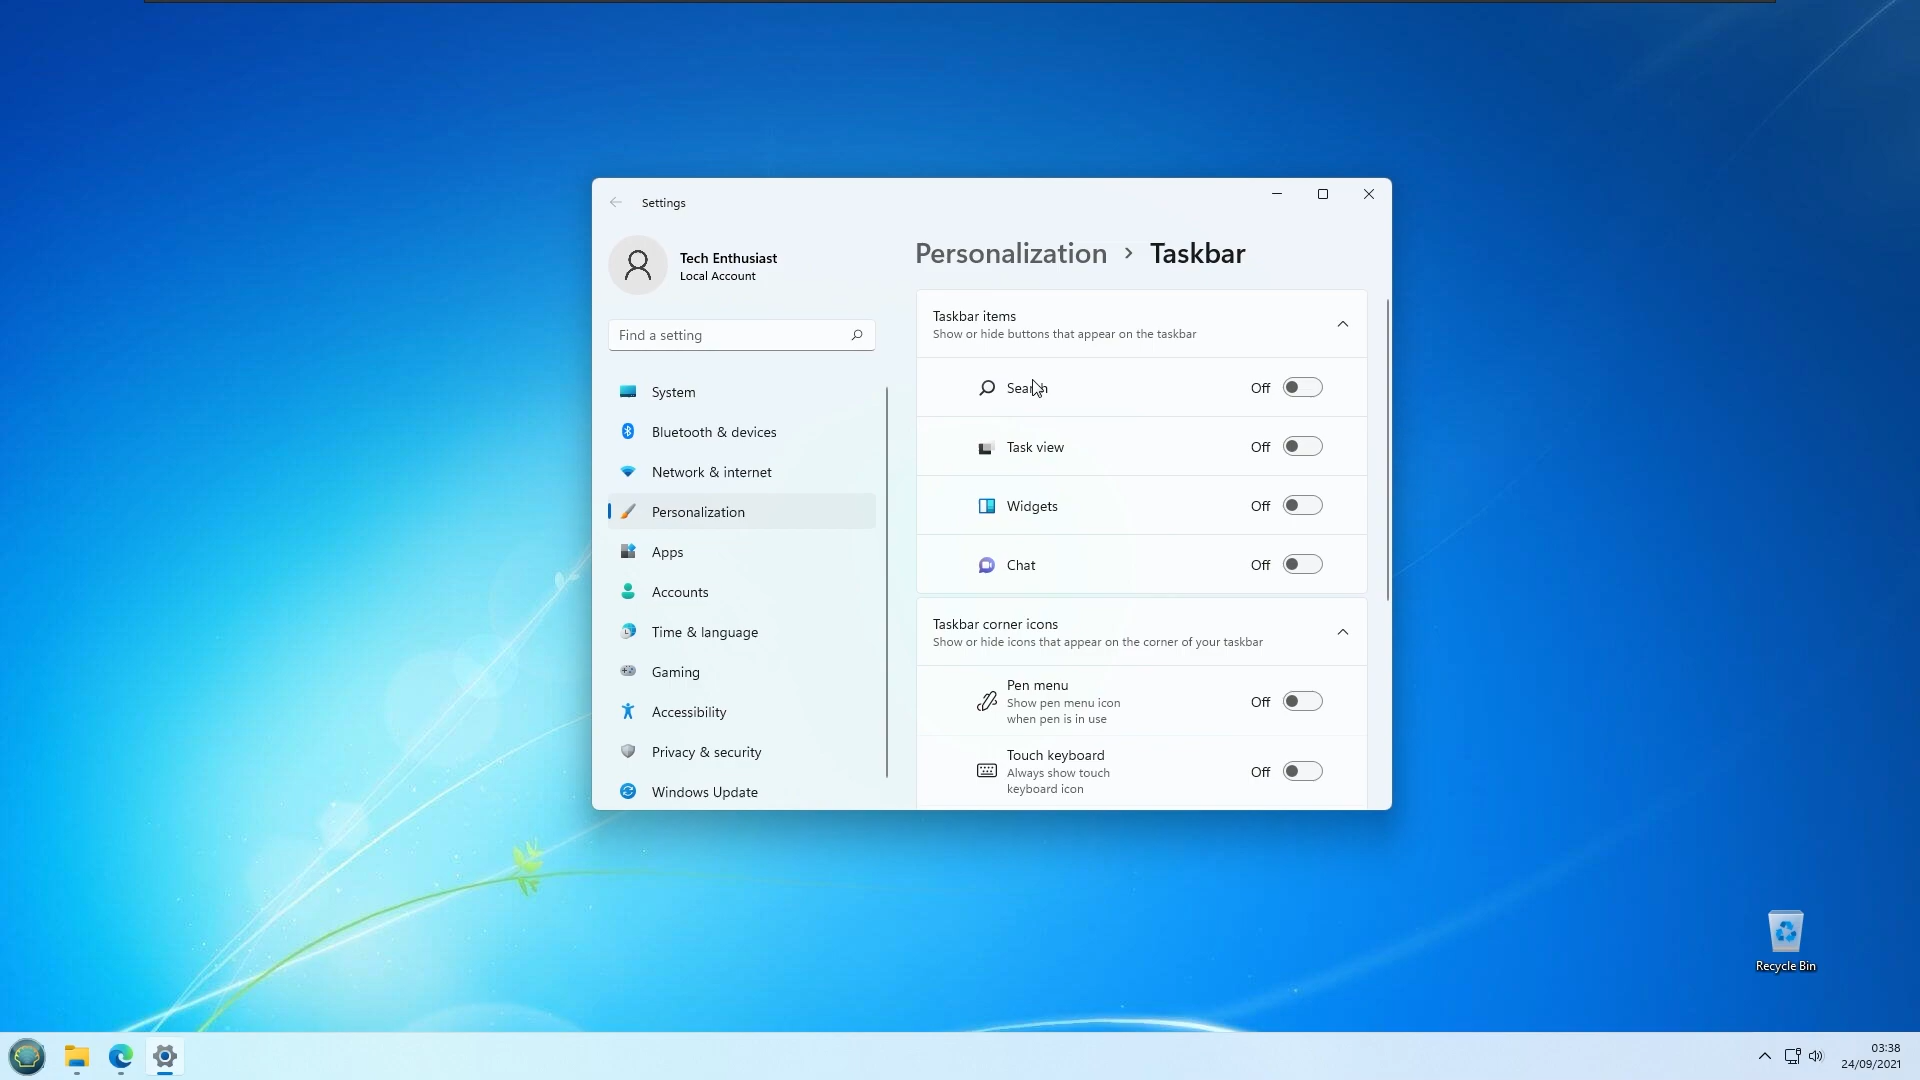 Settings
Tech Enthusiast
Local Account
Find a setting
System
Bluetooth & devices
Network & internet
Personalization
Apps
Accounts
Time & language
Gaming
Accessibility
Privacy & security
Windows Update
Personalization › Taskbar
Taskbar items
Show or hide buttons that appear on the taskbar
Search Off
Task view Off
Widgets Off
Chat Off
Taskbar corner icons
Show or hide icons that appear on the corner of your taskbar
Pen menu
Show pen menu icon
when pen is in use
Off
Touch keyboard
Always show touch
keyboard icon
Off
Recycle Bin
03:38
24/09/2021